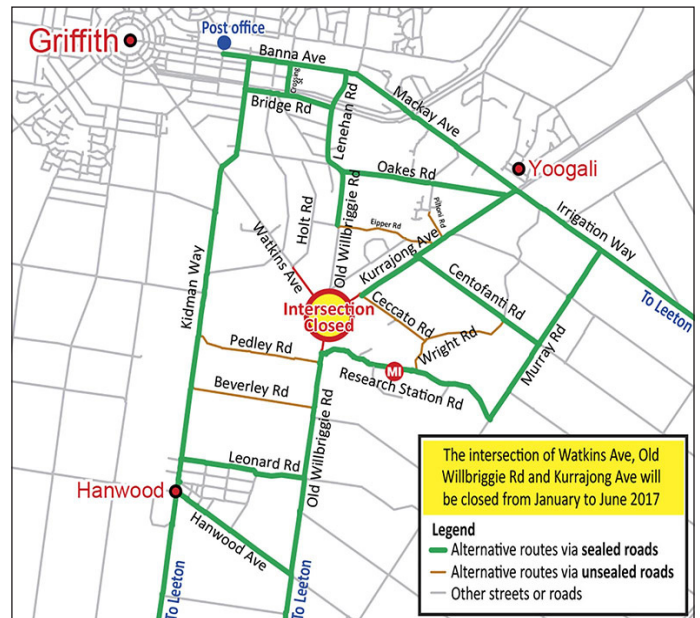 Post office
Griffith
Banna Ave
Crossing St
Bridge Rd
Lenehan Rd
Mackay Ave
Oakes Rd
Yoogali
Old Willbriggie Rd
Eipper Rd
Piltoni Rd
Irrigation Way
To Leeton
Holt Rd
Watkins Ave
Kurrajong Ave
Kidman Way
Centofanti Rd
Intersection
Closed
Ceccato Rd
Wright Rd
Murray Rd
Pedley Rd
MI
Research Station Rd
Beverley Rd
Old Willbriggie Rd
Leonard Rd
Hanwood
Hanwood Ave
To Leeton
To Leeton
The intersection of Watkins Ave, Old
Willbriggie Rd and Kurrajong Ave will
be closed from January to June 2017
Legend
Alternative routes via sealed roads
Alternative routes via unsealed roads
Other streets or roads